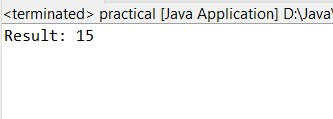 <terminated> practical [Java Application] D:\Java\
Result: 15